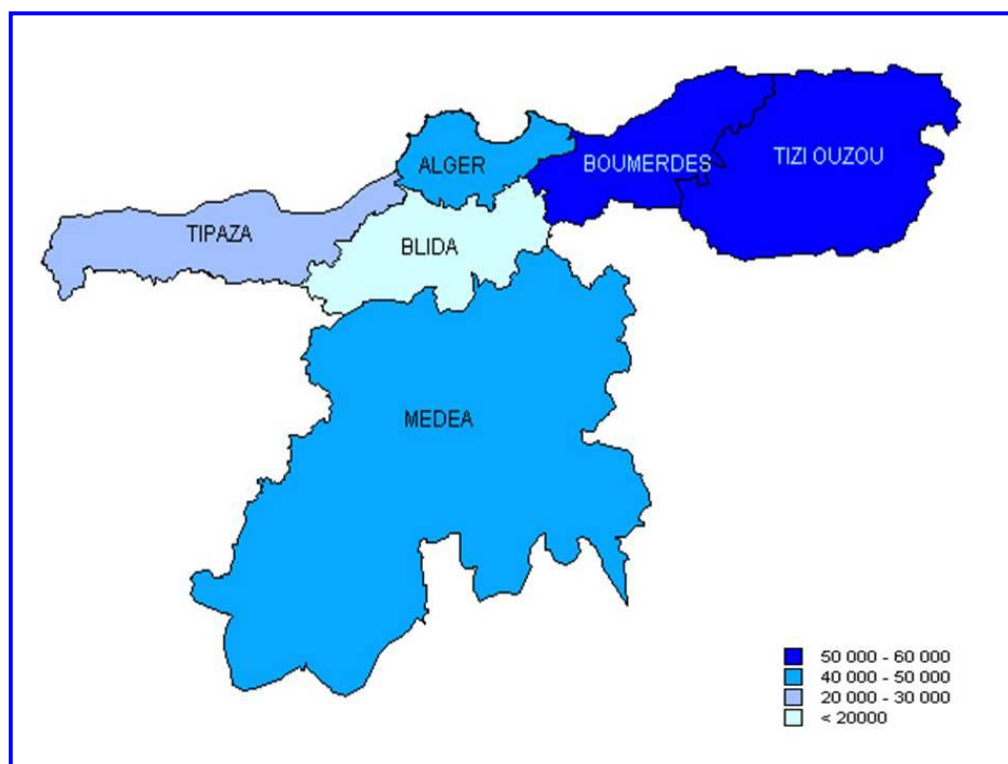 TIZI OUZOU
BOUMERDES
ALGER
TIPAZA
BLIDA
MEDEA
50 000 - 60 000
40 000 - 50 000
20 000 - 30 000
< 20000